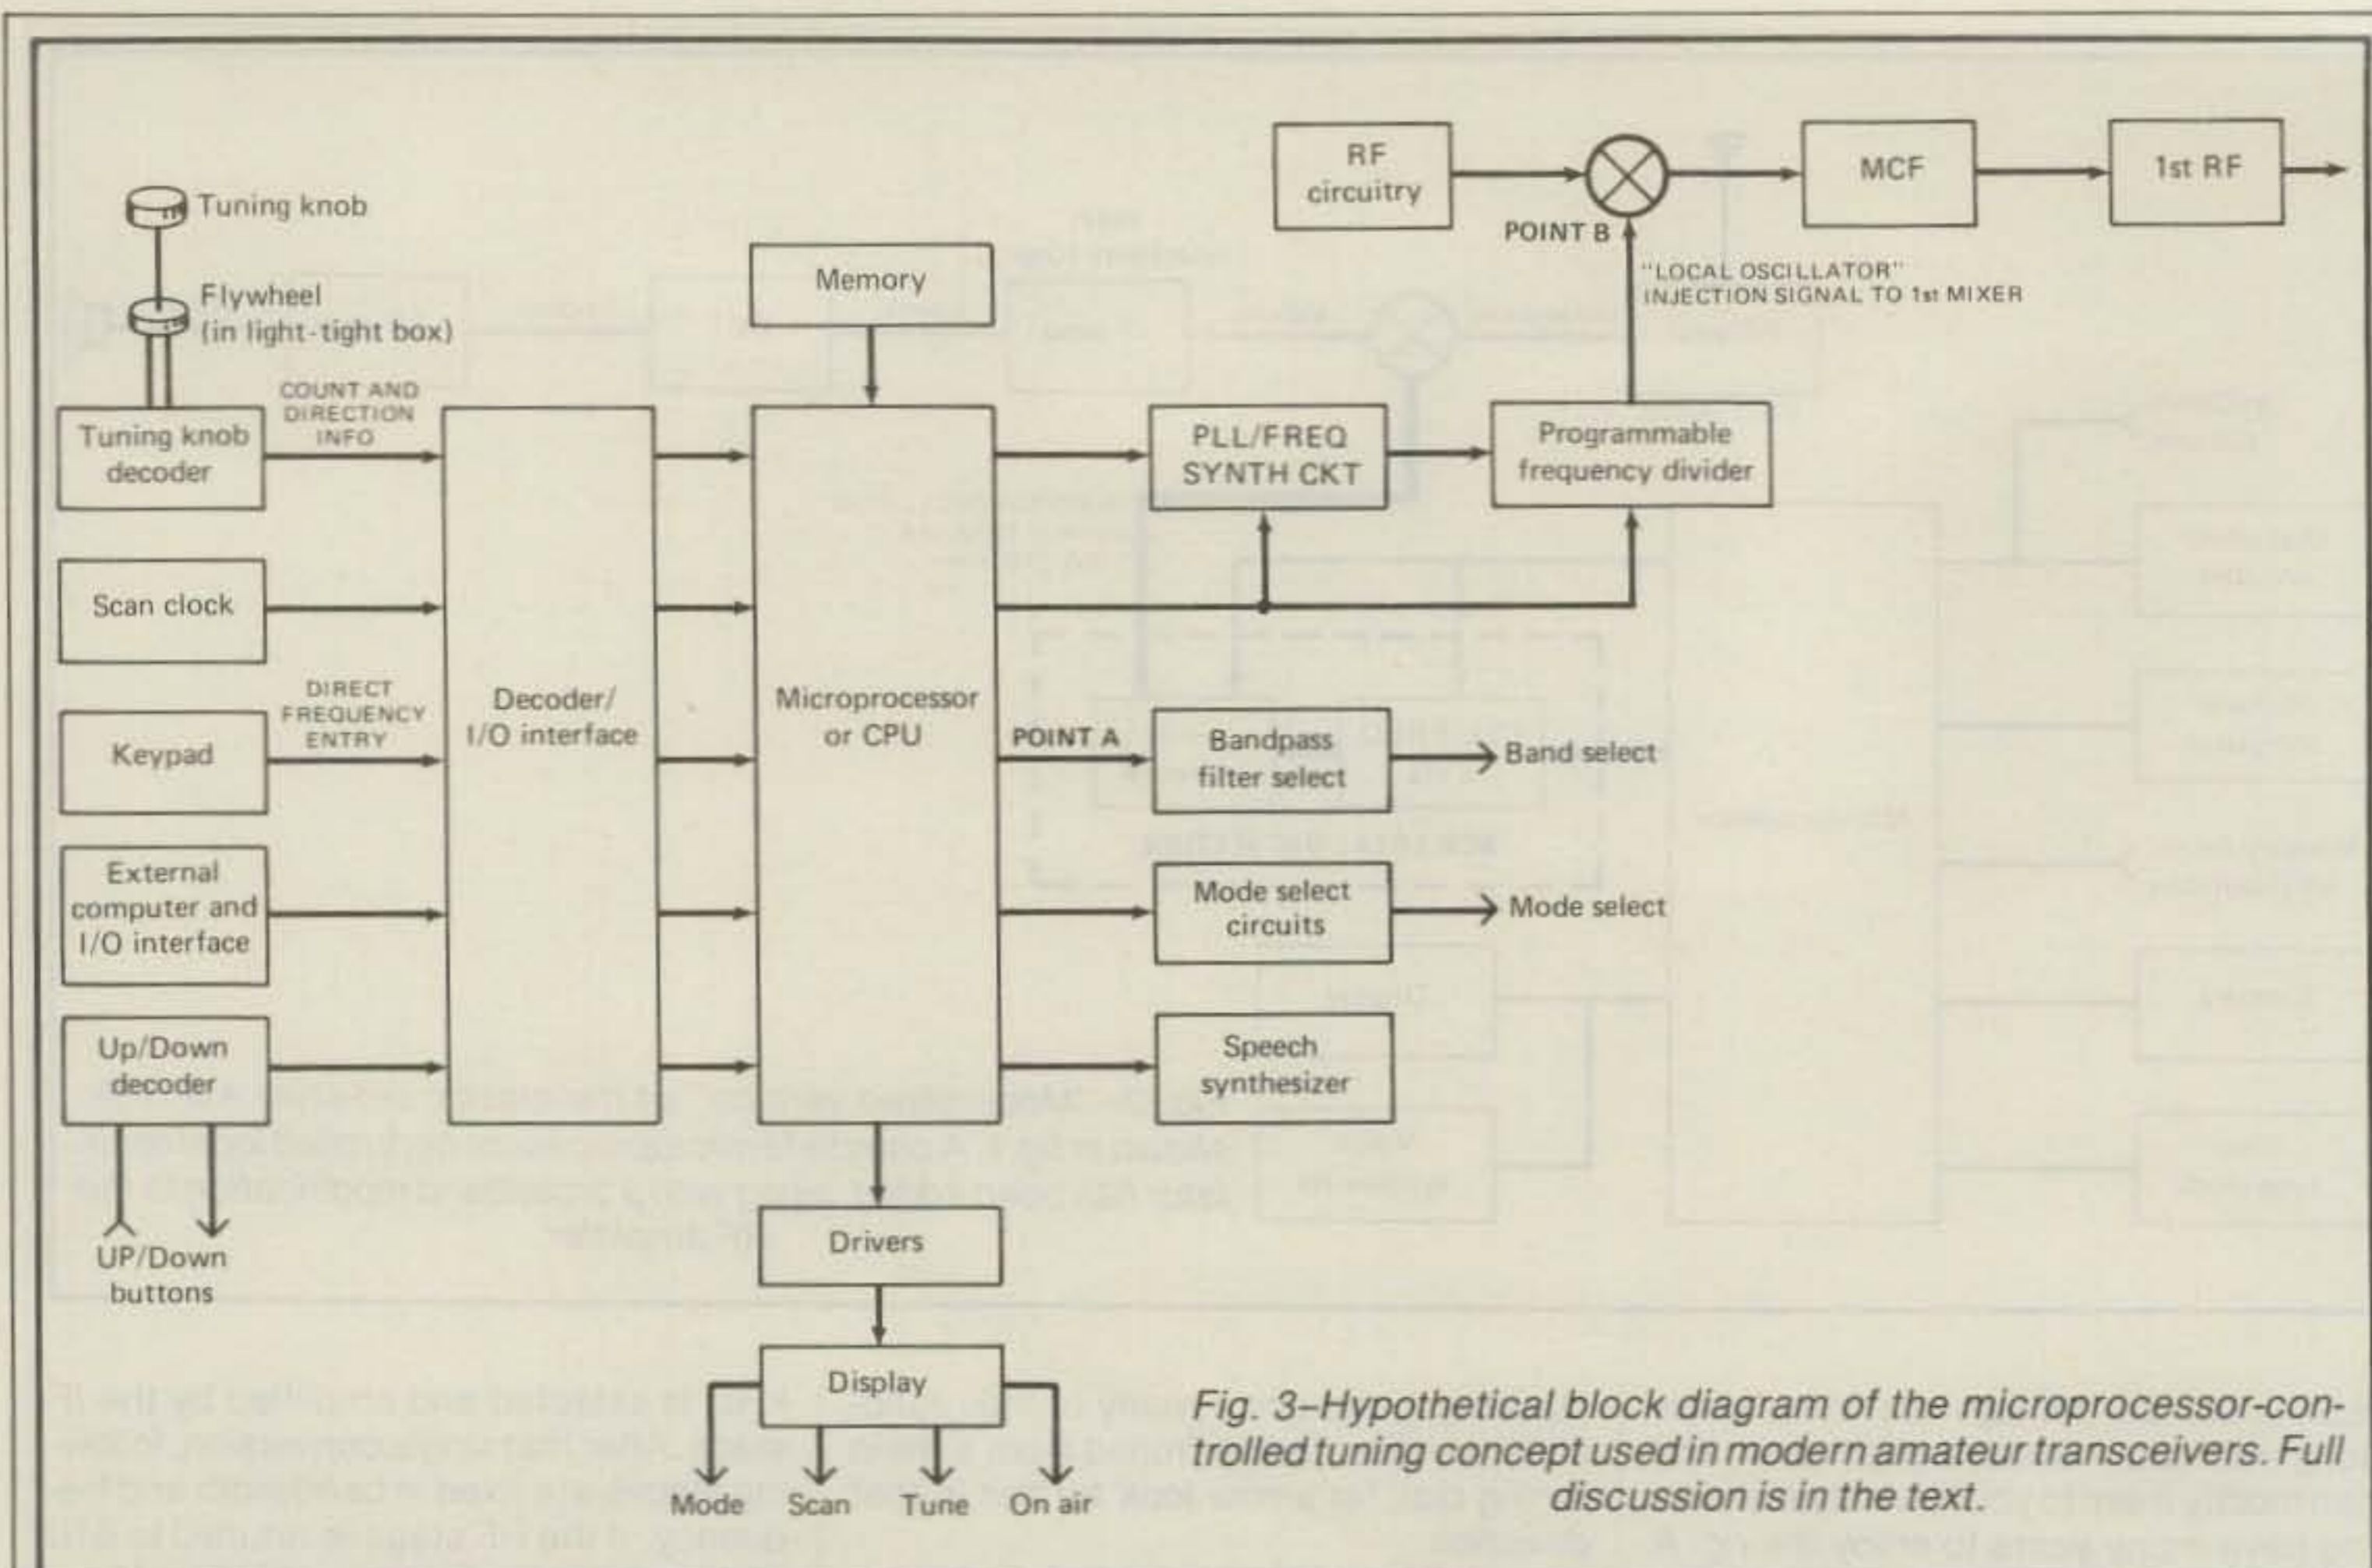 RF
circuitry
MCF
1st RF
POINT B
"LOCAL OSCILLATOR"
INJECTION SIGNAL TO 1st MIXER
Tuning knob
Flywheel
(in light-tight box)
Memory
COUNT AND
DIRECTION
INFO
Tuning knob
decoder
PLL/FREQ
SYNTH CKT
Programmable
frequency divider
Scan clock
DIRECT
FREQUENCY
ENTRY
Keypad
Decoder/
I/O interface
Microprocessor
or CPU
POINT A
Bandpass
filter select
Band select
External
computer and
I/O interface
Mode select
circuits
Mode select
Up/Down
decoder
Speech
synthesizer
UP/Down
buttons
Drivers
Display
Mode
Scan
Tune
On air
Fig. 3–Hypothetical block diagram of the microprocessor-con-
trolled tuning concept used in modern amateur transceivers. Full
discussion is in the text.